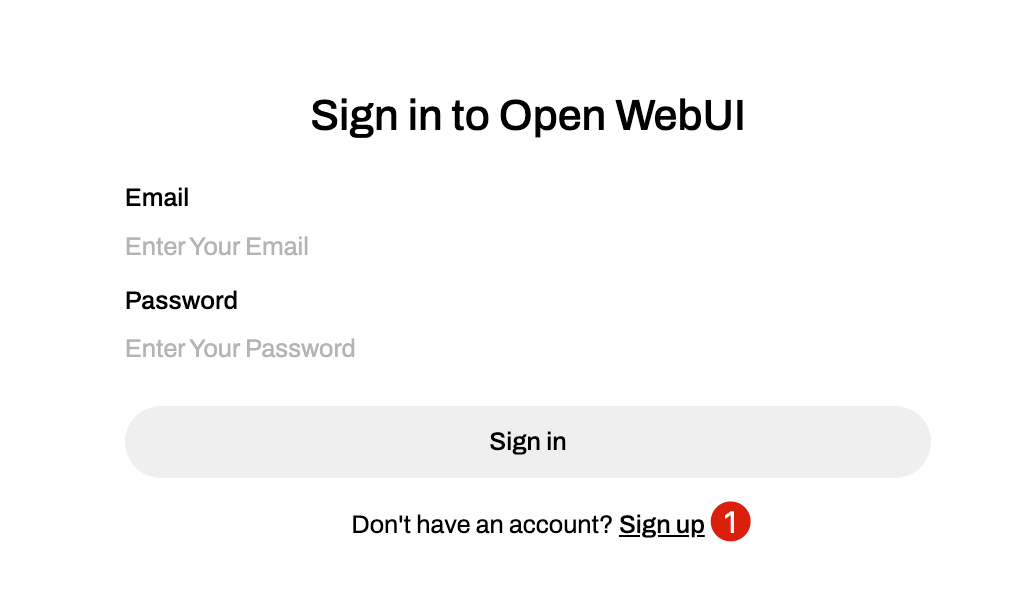 Sign in to Open WebUI
Email
Enter Your Email
Password
Enter Your Password
Sign in
Don't have an account? Sign up 1